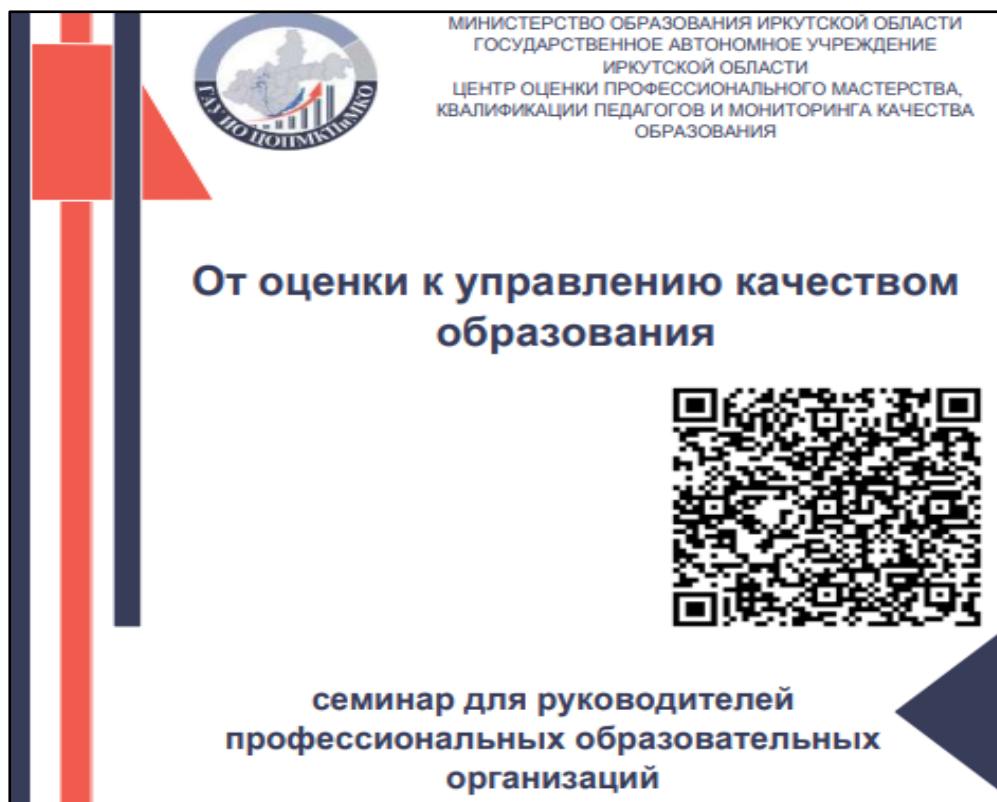 МИНИСТЕРСТВО ОБРАЗОВАНИЯ ИРКУТСКОЙ ОБЛАСТИ
ГОСУДАРСТВЕННОЕ АВТОНОМНОЕ УЧРЕЖДЕНИЕ
ИРКУТСКОЙ ОБЛАСТИ
ЦЕНТР ОЦЕНКИ ПРОФЕССИОНАЛЬНОГО МАСТЕРСТВА,
КВАЛИФИКАЦИИ ПЕДАГОГОВ И МОНИТОРИНГА КАЧЕСТВА
ОБРАЗОВАНИЯ
ГАУ ИО ЦОПМКПиМКО
От оценки к управлению качеством
образования
семинар для руководителей
профессиональных образовательных
организаций